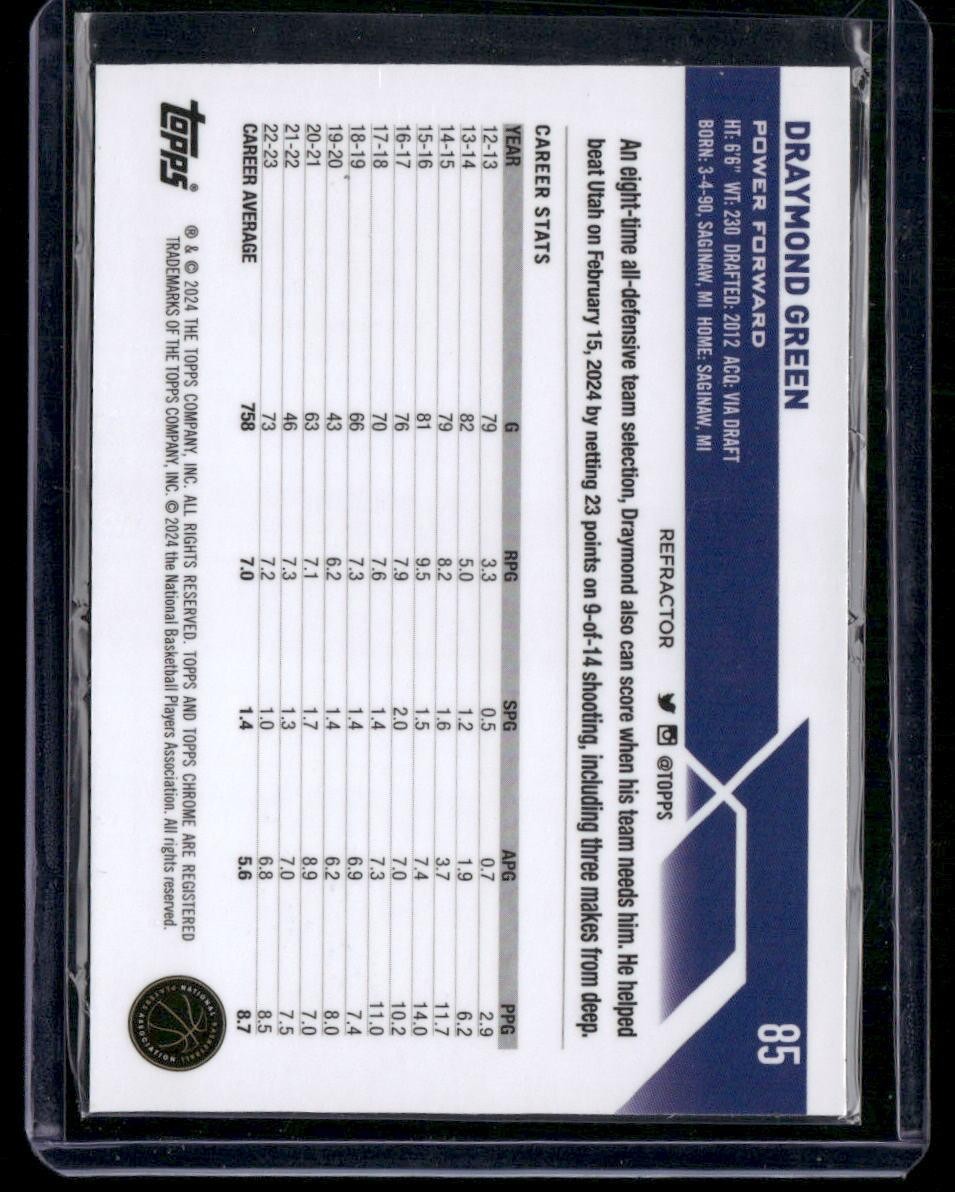 DRAYMOND GREEN
85
POWER FORWARD
HT: 6'6" WT: 230 DRAFTED: 2012 ACQ: VIA DRAFT
BORN: 3-4-90, SAGINAW, MI HOME: SAGINAW, MI
REFRACTOR @TOPPS
An eight-time all-defensive team selection, Draymond also can score when his team needs him. He helped
beat Utah on February 15, 2024 by netting 23 points on 9-of-14 shooting, including three makes from deep.
CAREER STATS
YEAR G RPG SPG APG PPG
12-13 79 3.3 0.5 0.7 2.9
13-14 82 5.0 1.2 1.9 6.2
14-15 79 8.2 1.6 3.7 11.7
15-16 81 9.5 1.5 7.4 14.0
16-17 76 7.9 2.0 7.0 10.2
17-18 70 7.6 1.4 7.3 11.0
18-19 66 7.3 1.4 6.9 7.4
19-20 43 6.2 1.4 6.2 8.0
20-21 63 7.1 1.7 8.9 7.0
21-22 46 7.3 1.3 7.0 7.5
22-23 73 7.2 1.0 6.8 8.5
CAREER AVERAGE 758 7.0 1.4 5.6 8.7
topps®
® & © 2024 THE TOPPS COMPANY, INC. ALL RIGHTS RESERVED. TOPPS AND TOPPS CHROME ARE REGISTERED
TRADEMARKS OF THE TOPPS COMPANY, INC. © 2024 the National Basketball Players Association. All rights reserved.
NATIONAL BASKETBALL
PLAYERS ASSOCIATION